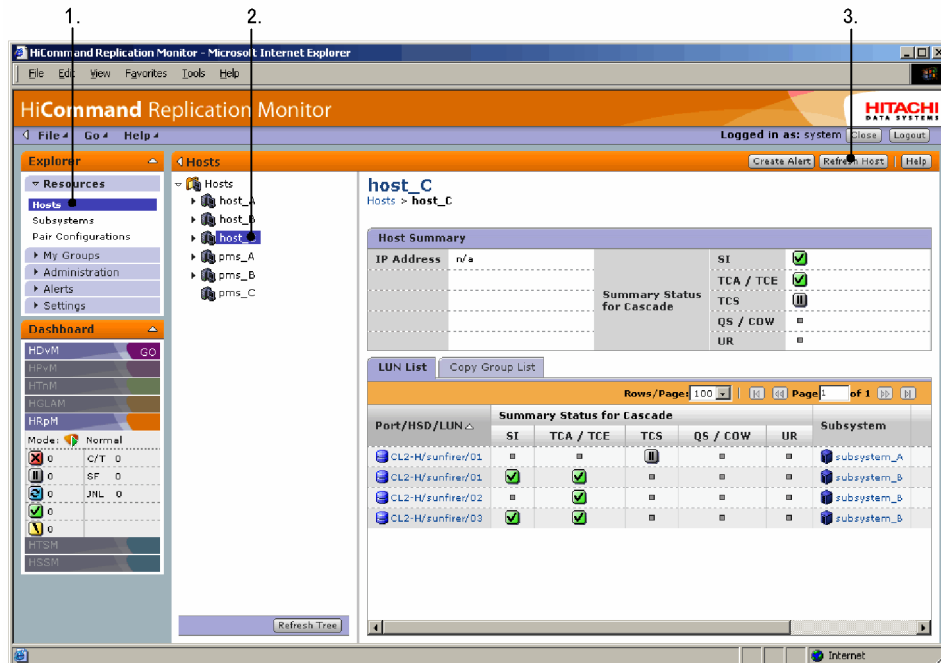 1.
2.
3.
HiCommand Replication Monitor - Microsoft Internet Explorer
File Edit View Favorites Tools Help
HiCommand Replication Monitor
HITACHI
DATA SYSTEMS
File Go Help
Logged in as: system Close Logout
Explorer
Hosts
Create Alert Refresh Host Help
Resources
Hosts
Subsystems
Pair Configurations
My Groups
Administration
Alerts
Settings
Dashboard
HDvM GO
HPvM
HTnM
HGLAM
HRpM
Mode: Normal
0 C/T 0
0 SF 0
0 JNL 0
0
0
HTSM
HSSM
Hosts
host_A
host_B
host_
pms_A
pms_B
pms_C
Refresh Tree
host_C
Hosts > host_C
Host Summary
IP Address n/a
Summary Status
for Cascade
SI
TCA / TCE
TCS
QS / COW
UR
LUN List Copy Group List
Rows/Page: 100 Page 1 of 1
Port/HSD/LUN Summary Status for Cascade Subsystem
SI TCA / TCE TCS QS / COW UR
CL2-H/sunfirer/01 subsystem_A
CL2-H/sunfirer/01 subsystem_B
CL2-H/sunfirer/02 subsystem_B
CL2-H/sunfirer/03 subsystem_B
Internet